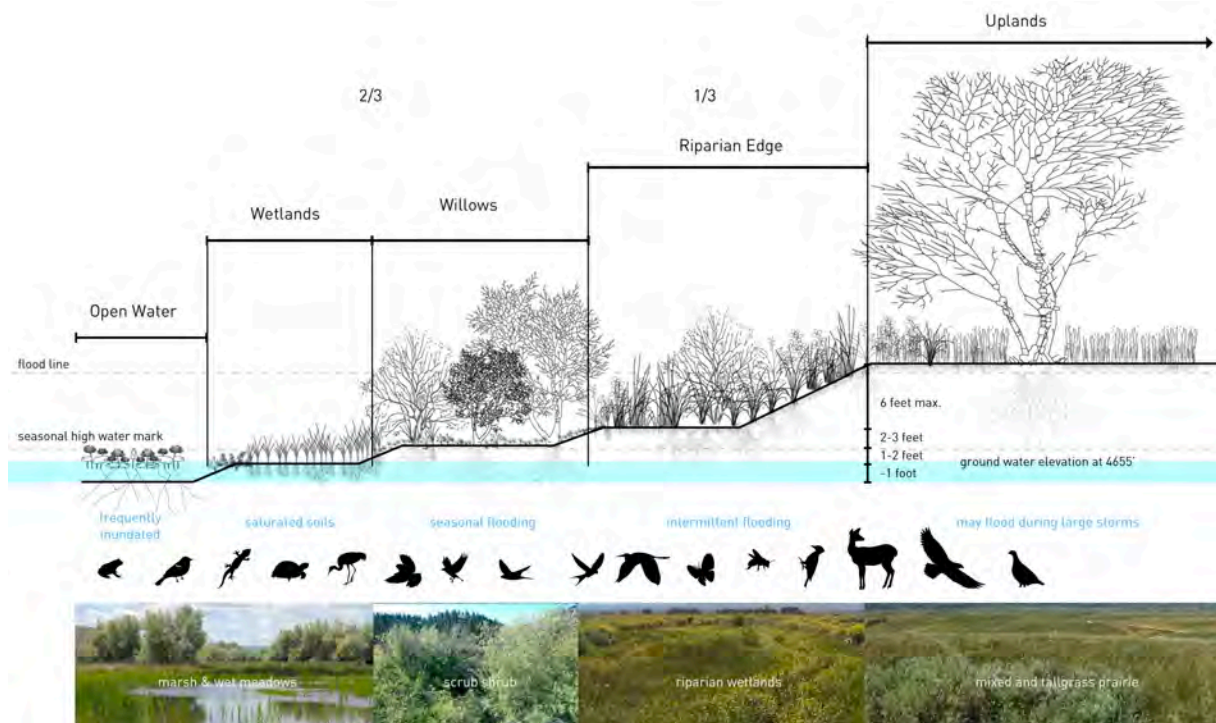 Uplands
2/3
1/3
Riparian Edge
Wetlands
Willows
Open Water
flood line
6 feet max.
seasonal high water mark
2-3 feet
1-2 feet
ground water elevation at 4655'
-1 foot
frequently
inundated
saturated soils
seasonal flooding
intermittent flooding
may flood during large storms
marsh & wet meadows
scrub shrub
riparian wetlands
mixed and tallgrass prairie